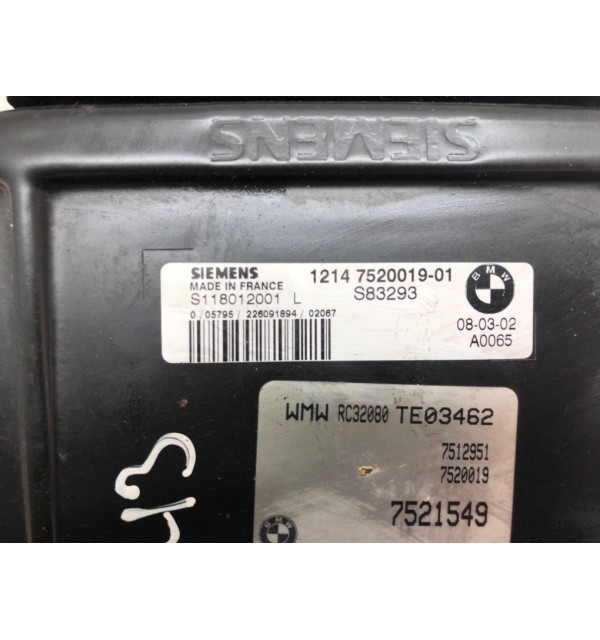 SIEMENS
SIEMENS 1214 7520019-01 BMW
MADE IN FRANCE
S118012001 L S83293
0 / 05795 / 226091894 / 02067 08-03-02
A0065
WMW RC32080 TE03462
7512951
7520019
7521549
43
BMW